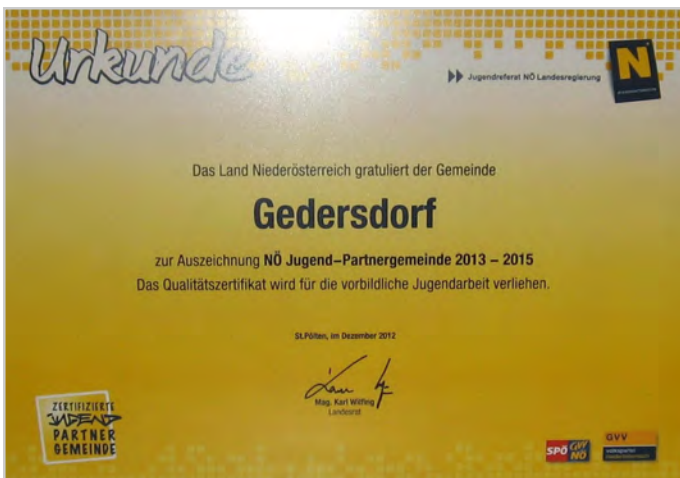 Urkunde
Jugendreferat NÖ Landesregierung
N
Das Land Niederösterreich gratuliert der Gemeinde
Gedersdorf
zur Auszeichnung NÖ Jugend–Partnergemeinde 2013 – 2015
Das Qualitätszertifikat wird für die vorbildliche Jugendarbeit verliehen.
St.Pölten, im Dezember 2012
Mag. Karl Wilfing
Landesrat
ZERTIFIZIERTE
JUGEND
PARTNER
GEMEINDE
SPÖ GVV
NÖ
GVV